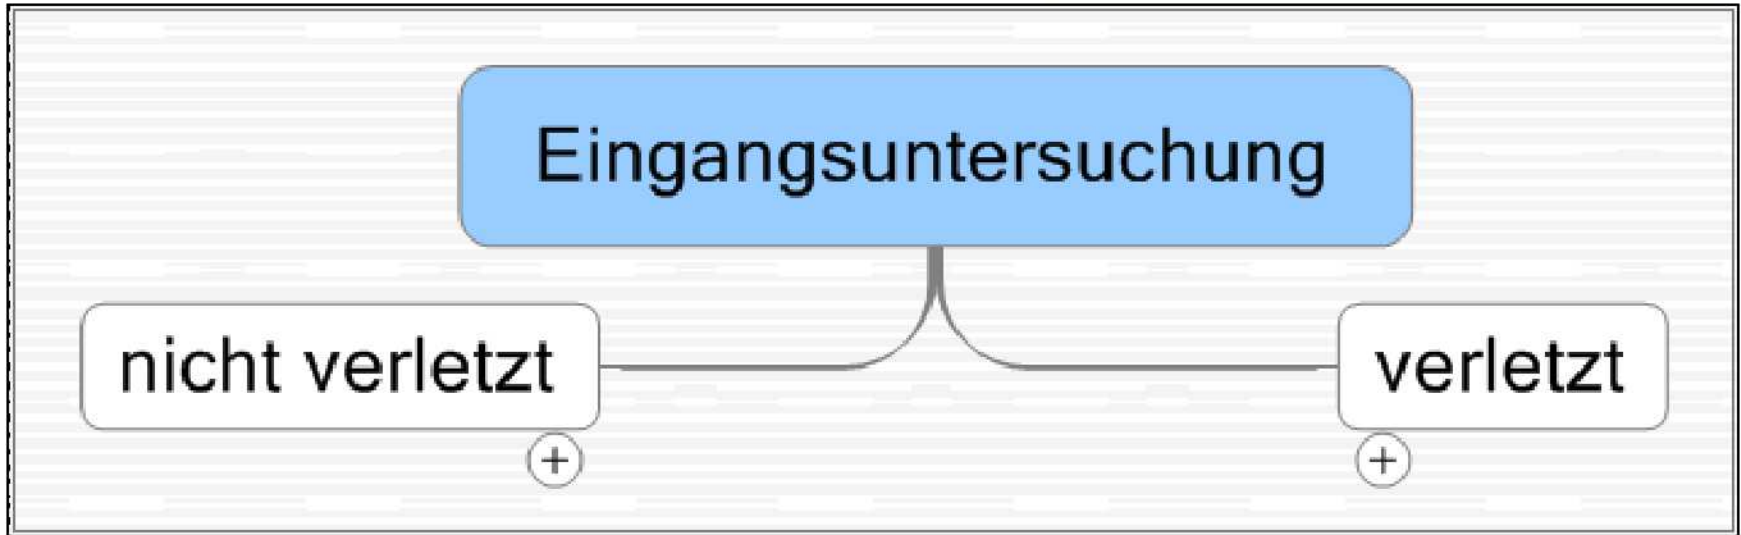 Eingangsuntersuchung
nicht verletzt
verletzt
+
+